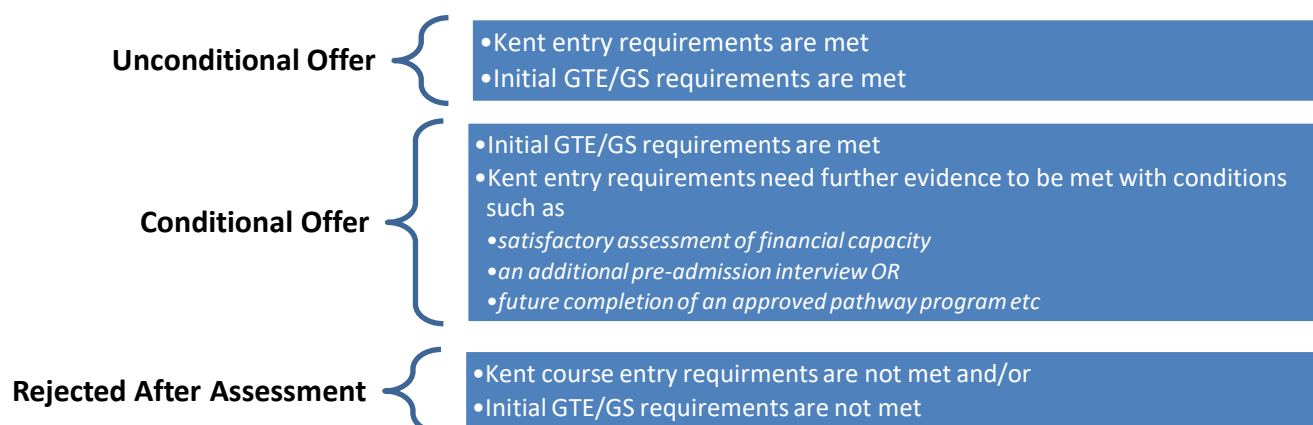 Unconditional Offer
•Kent entry requirements are met
•Initial GTE/GS requirements are met
Conditional Offer
•Initial GTE/GS requirements are met
•Kent entry requirements need further evidence to be met with conditions
such as
•satisfactory assessment of financial capacity
•an additional pre-admission interview OR
•future completion of an approved pathway program etc
Rejected After Assessment
•Kent course entry requirments are not met and/or
•Initial GTE/GS requirements are not met